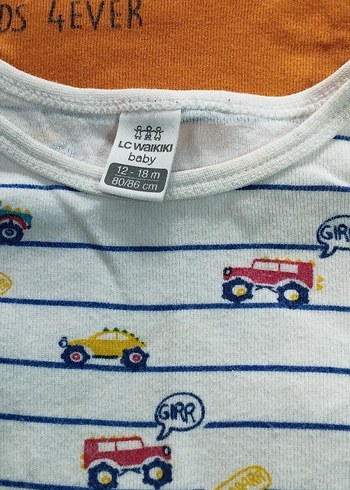 DS 4EVER
LC WAIKIKI
baby
12 - 18 m
80/86 cm
GIRR
GIRR